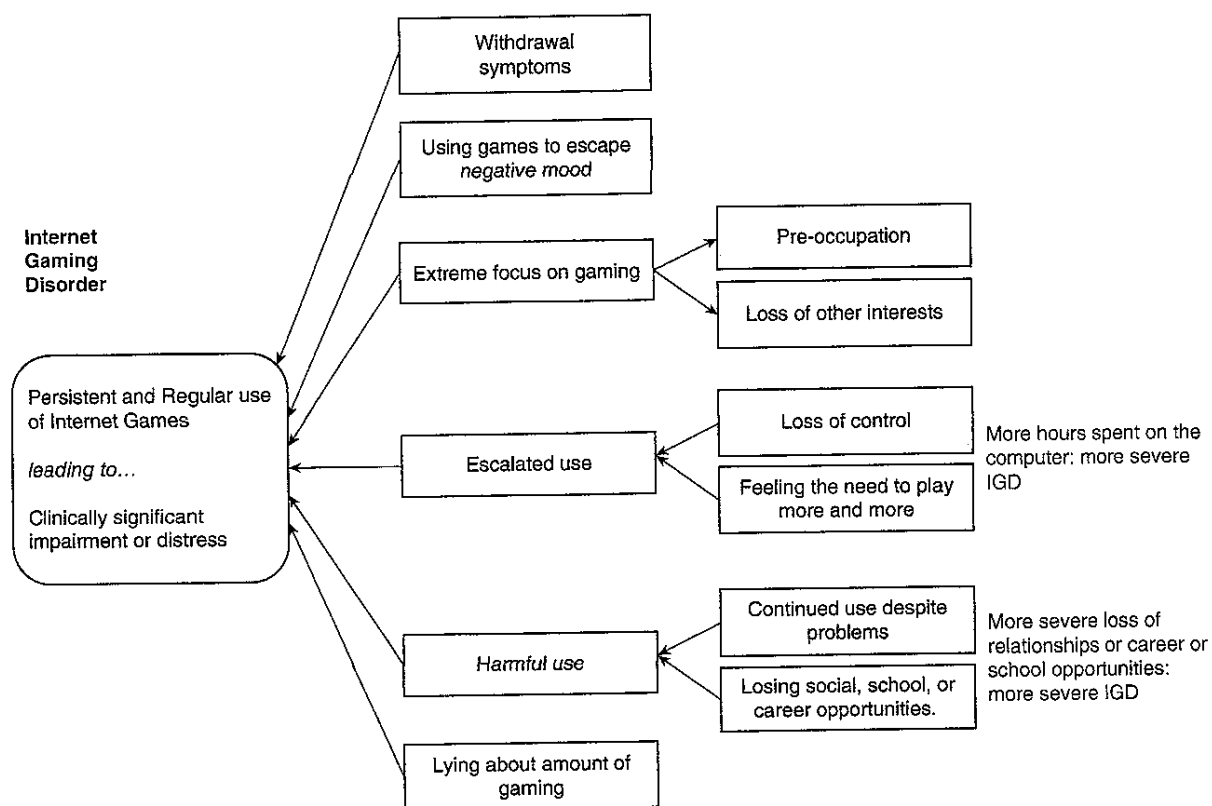 Withdrawal
symptoms
Using games to escape
negative mood
Internet
Gaming
Disorder
Extreme focus on gaming
Pre-occupation
Loss of other interests
Persistent and Regular use
of Internet Games
leading to...
Clinically significant
impairment or distress
Escalated use
Loss of control
Feeling the need to play
more and more
More hours spent on the
computer: more severe
IGD
Harmful use
Continued use despite
problems
Losing social, school, or
career opportunities.
More severe loss of
relationships or career or
school opportunities:
more severe IGD
Lying about amount of
gaming